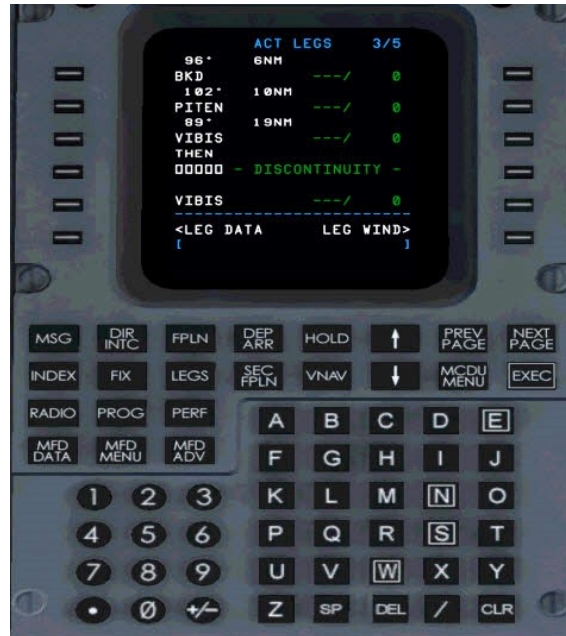 ACT LEGS 3/5
96° 6NM
BKD ---/ 0
102° 10NM
PITEN ---/ 0
89° 19NM
VIBIS ---/ 0
THEN
□□□□□ - DISCONTINUITY -
VIBIS ---/ 0
------------------------
<LEG DATA LEG WIND>
[ ]
MSG DIR INTC FPLN DEP ARR HOLD ↑ PREV PAGE NEXT PAGE
INDEX FIX LEGS SEC FPLN VNAV ↓ MCDU MENU EXEC
RADIO PROG PERF
MFD DATA MFD MENU MFD ADV
A B C D E
F G H I J
1 2 3 K L M N O
4 5 6 P Q R S T
7 8 9 U V W X Y
. 0 +/- Z SP DEL / CLR